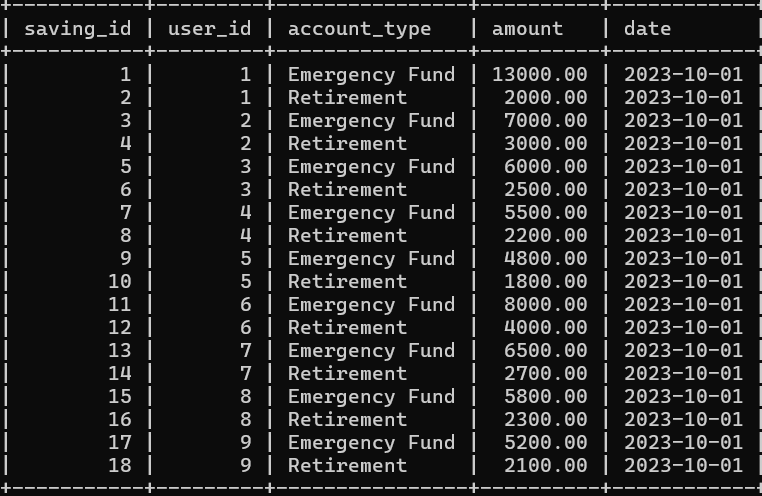 +-----------+---------+----------------+----------+------------+
| saving_id | user_id | account_type   | amount   | date       |
+-----------+---------+----------------+----------+------------+
|         1 |       1 | Emergency Fund | 13000.00 | 2023-10-01 |
|         2 |       1 | Retirement     |  2000.00 | 2023-10-01 |
|         3 |       2 | Emergency Fund |  7000.00 | 2023-10-01 |
|         4 |       2 | Retirement     |  3000.00 | 2023-10-01 |
|         5 |       3 | Emergency Fund |  6000.00 | 2023-10-01 |
|         6 |       3 | Retirement     |  2500.00 | 2023-10-01 |
|         7 |       4 | Emergency Fund |  5500.00 | 2023-10-01 |
|         8 |       4 | Retirement     |  2200.00 | 2023-10-01 |
|         9 |       5 | Emergency Fund |  4800.00 | 2023-10-01 |
|        10 |       5 | Retirement     |  1800.00 | 2023-10-01 |
|        11 |       6 | Emergency Fund |  8000.00 | 2023-10-01 |
|        12 |       6 | Retirement     |  4000.00 | 2023-10-01 |
|        13 |       7 | Emergency Fund |  6500.00 | 2023-10-01 |
|        14 |       7 | Retirement     |  2700.00 | 2023-10-01 |
|        15 |       8 | Emergency Fund |  5800.00 | 2023-10-01 |
|        16 |       8 | Retirement     |  2300.00 | 2023-10-01 |
|        17 |       9 | Emergency Fund |  5200.00 | 2023-10-01 |
|        18 |       9 | Retirement     |  2100.00 | 2023-10-01 |
+-----------+---------+----------------+----------+------------+